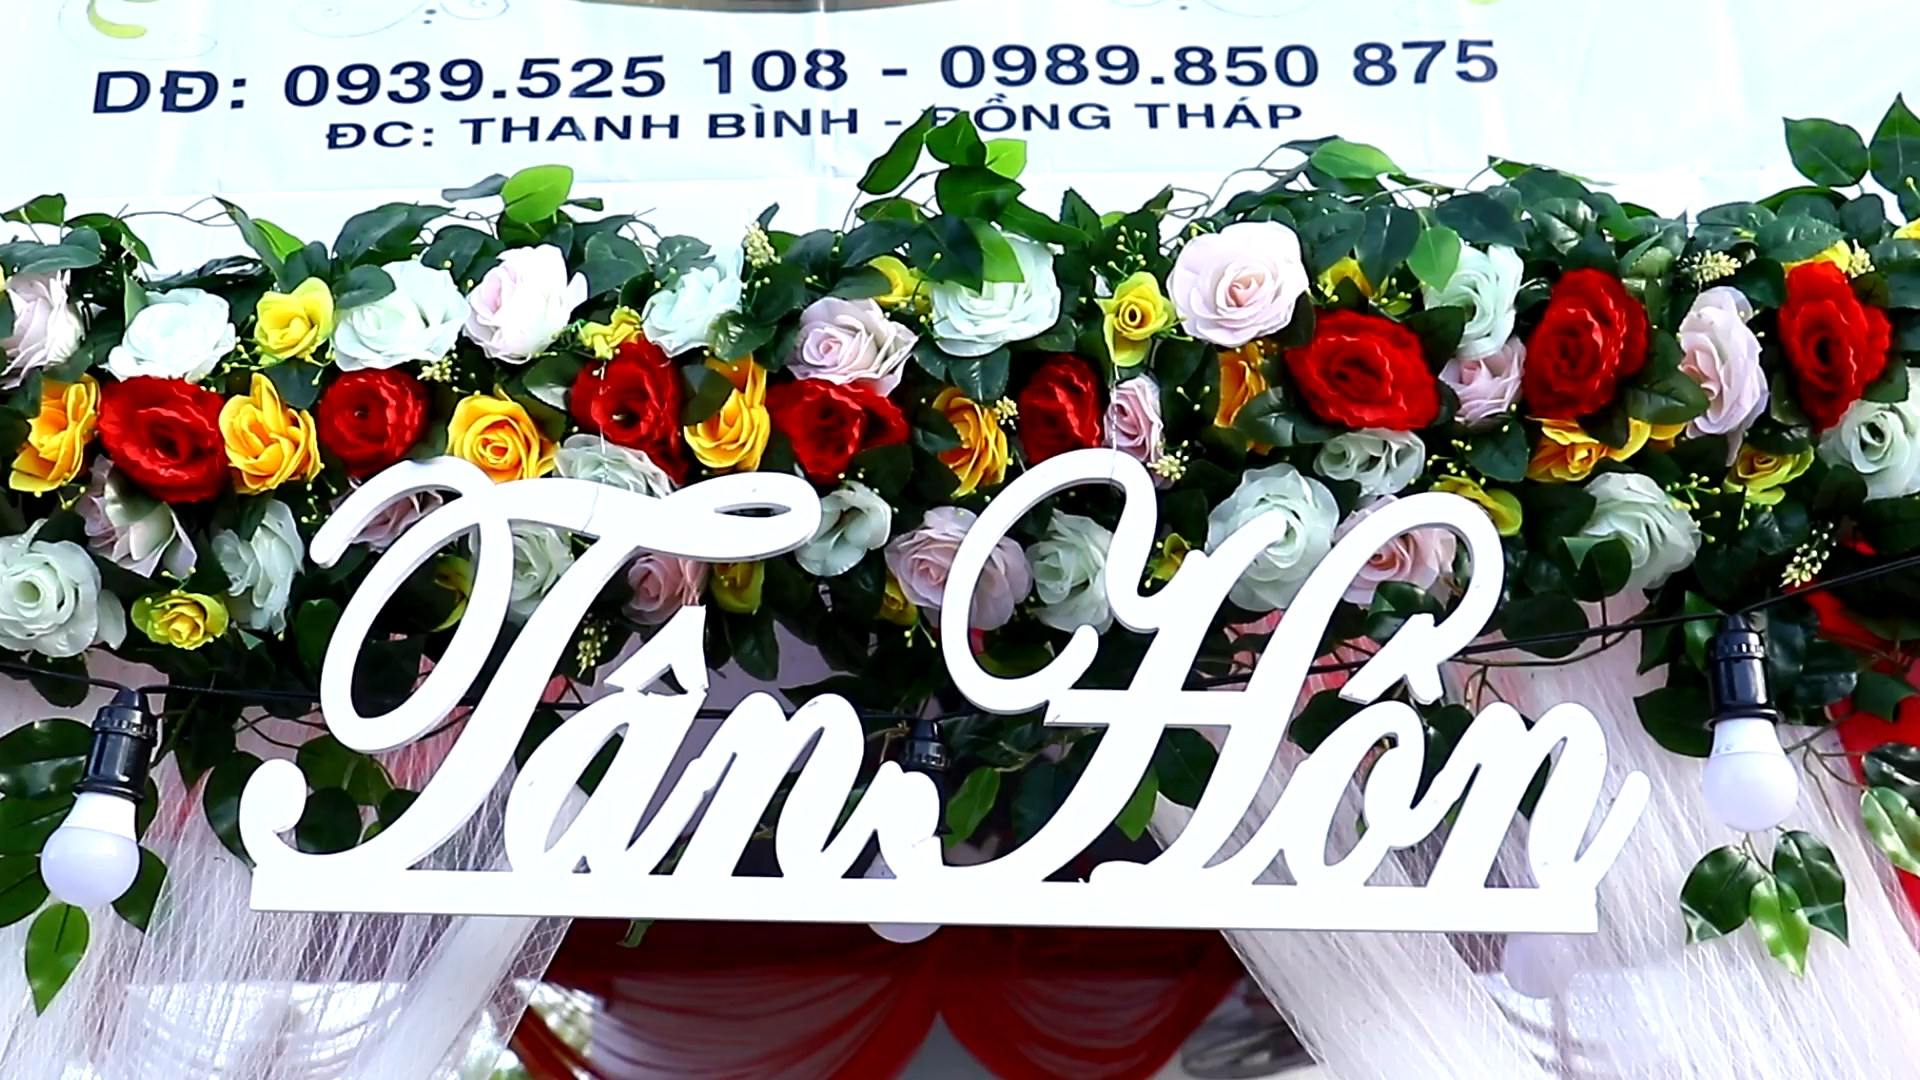 DĐ: 0939.525 108 - 0989.850 875
ĐC: THANH BÌNH - ĐỒNG THÁP
Tân Hôn